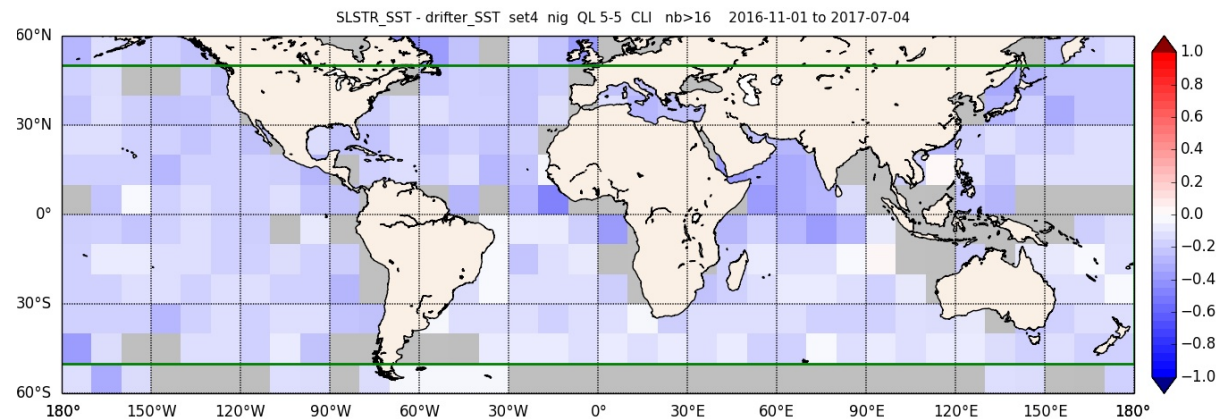 SLSTR_SST - drifter_SST set4 nig QL 5-5 CLI nb>16 2016-11-01 to 2017-07-04
60°N
30°N
0°
30°S
60°S
180°
150°W
120°W
90°W
60°W
30°W
0°
30°E
60°E
90°E
120°E
150°E
180°
1.0
0.8
0.6
0.4
0.2
0.0
−0.2
−0.4
−0.6
−0.8
−1.0